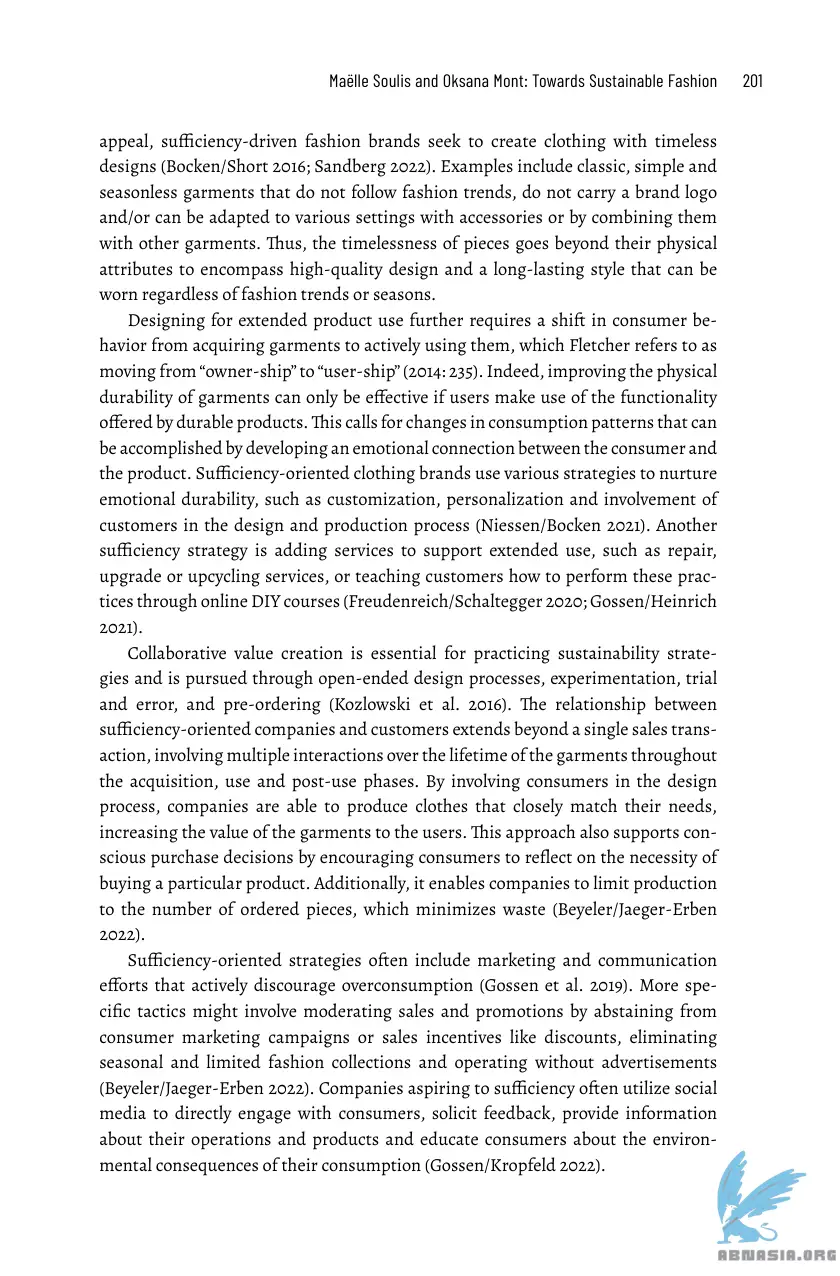 Maëlle Soulis and Oksana Mont: Towards Sustainable Fashion 201
appeal, sufficiency-driven fashion brands seek to create clothing with timeless
designs (Bocken/Short 2016; Sandberg 2022). Examples include classic, simple and
seasonless garments that do not follow fashion trends, do not carry a brand logo
and/or can be adapted to various settings with accessories or by combining them
with other garments. Thus, the timelessness of pieces goes beyond their physical
attributes to encompass high-quality design and a long-lasting style that can be
worn regardless of fashion trends or seasons.
Designing for extended product use further requires a shift in consumer be-
havior from acquiring garments to actively using them, which Fletcher refers to as
moving from “owner-ship” to “user-ship” (2014: 235). Indeed, improving the physical
durability of garments can only be effective if users make use of the functionality
offered by durable products. This calls for changes in consumption patterns that can
be accomplished by developing an emotional connection between the consumer and
the product. Sufficiency-oriented clothing brands use various strategies to nurture
emotional durability, such as customization, personalization and involvement of
customers in the design and production process (Niessen/Bocken 2021). Another
sufficiency strategy is adding services to support extended use, such as repair,
upgrade or upcycling services, or teaching customers how to perform these prac-
tices through online DIY courses (Freudenreich/Schaltegger 2020; Gossen/Heinrich
2021).
Collaborative value creation is essential for practicing sustainability strate-
gies and is pursued through open-ended design processes, experimentation, trial
and error, and pre-ordering (Kozlowski et al. 2016). The relationship between
sufficiency-oriented companies and customers extends beyond a single sales trans-
action, involving multiple interactions over the lifetime of the garments throughout
the acquisition, use and post-use phases. By involving consumers in the design
process, companies are able to produce clothes that closely match their needs,
increasing the value of the garments to the users. This approach also supports con-
scious purchase decisions by encouraging consumers to reflect on the necessity of
buying a particular product. Additionally, it enables companies to limit production
to the number of ordered pieces, which minimizes waste (Beyeler/Jaeger-Erben
2022).
Sufficiency-oriented strategies often include marketing and communication
efforts that actively discourage overconsumption (Gossen et al. 2019). More spe-
cific tactics might involve moderating sales and promotions by abstaining from
consumer marketing campaigns or sales incentives like discounts, eliminating
seasonal and limited fashion collections and operating without advertisements
(Beyeler/Jaeger-Erben 2022). Companies aspiring to sufficiency often utilize social
media to directly engage with consumers, solicit feedback, provide information
about their operations and products and educate consumers about the environ-
mental consequences of their consumption (Gossen/Kropfeld 2022).
ABNASIA.ORG